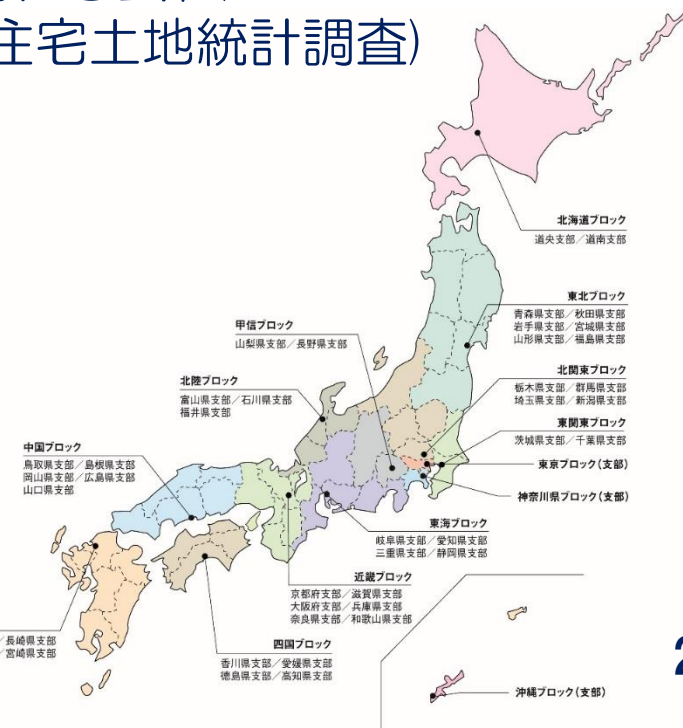 住宅土地統計調査)
北海道ブロック
道央支部/道南支部
東北ブロック
青森県支部/秋田県支部
岩手県支部/宮城県支部
山形県支部/福島県支部
甲信ブロック
山梨県支部/長野県支部
北関東ブロック
栃木県支部/群馬県支部
埼玉県支部/新潟県支部
北陸ブロック
富山県支部/石川県支部
福井県支部
東関東ブロック
茨城県支部/千葉県支部
中国ブロック
鳥取県支部/島根県支部
岡山県支部/広島県支部
山口県支部
東京ブロック(支部)
神奈川県ブロック(支部)
東海ブロック
岐阜県支部/愛知県支部
三重県支部/静岡県支部
近畿ブロック
京都府支部/滋賀県支部
大阪府支部/兵庫県支部
奈良県支部/和歌山県支部
/長崎県支部
/宮崎県支部
四国ブロック
香川県支部/愛媛県支部
徳島県支部/高知県支部
沖縄ブロック(支部)
2